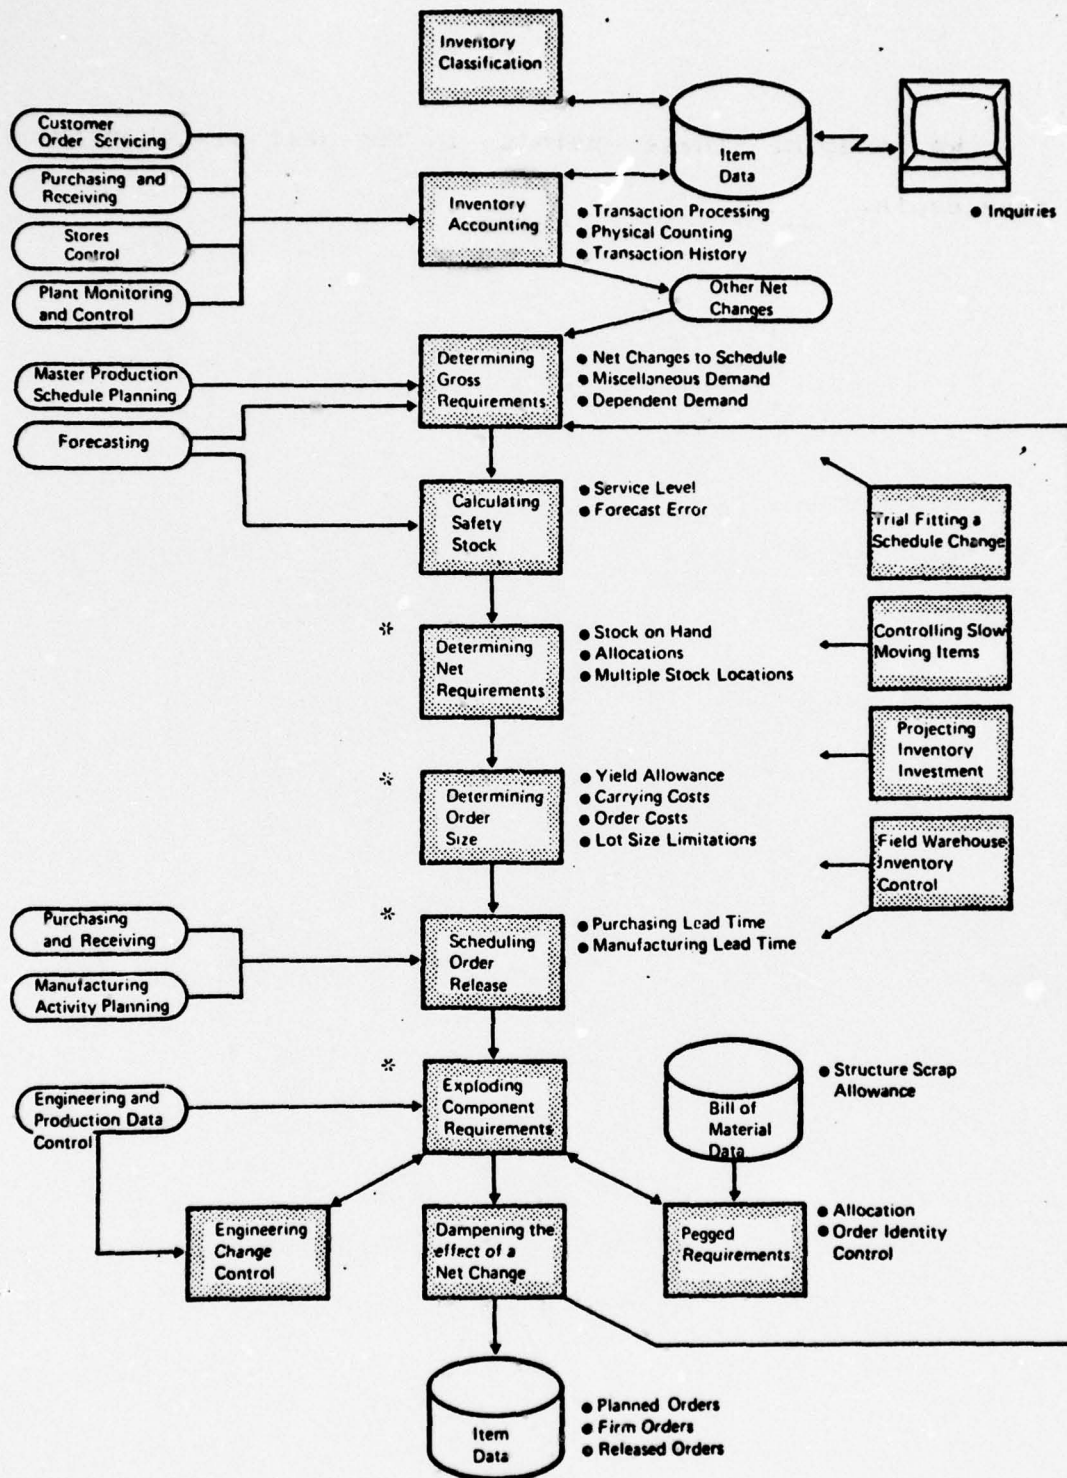 Inventory
Classification
Customer
Order Servicing
Purchasing and
Receiving
Stores
Control
Plant Monitoring
and Control
Inventory
Accounting
Item
Data
● Transaction Processing
● Physical Counting
● Transaction History
● Inquiries
Other Net
Changes
Master Production
Schedule Planning
Forecasting
Determining
Gross
Requirements
● Net Changes to Schedule
● Miscellaneous Demand
● Dependent Demand
Calculating
Safety
Stock
● Service Level
● Forecast Error
Trial Fitting a
Schedule Change
*
Determining
Net
Requirements
● Stock on Hand
● Allocations
● Multiple Stock Locations
Controlling Slow
Moving Items
Projecting
Inventory
Investment
*
Determining
Order
Size
● Yield Allowance
● Carrying Costs
● Order Costs
● Lot Size Limitations
Field Warehouse
Inventory
Control
Purchasing
and Receiving
Manufacturing
Activity Planning
*
Scheduling
Order
Release
● Purchasing Lead Time
● Manufacturing Lead Time
*
Engineering and
Production Data
Control
Exploding
Component
Requirements
Bill of
Material
Data
● Structure Scrap
Allowance
Engineering
Change
Control
Dampening the
effect of a
Net Change
Pegged
Requirements
● Allocation
● Order Identity
Control
Item
Data
● Planned Orders
● Firm Orders
● Released Orders